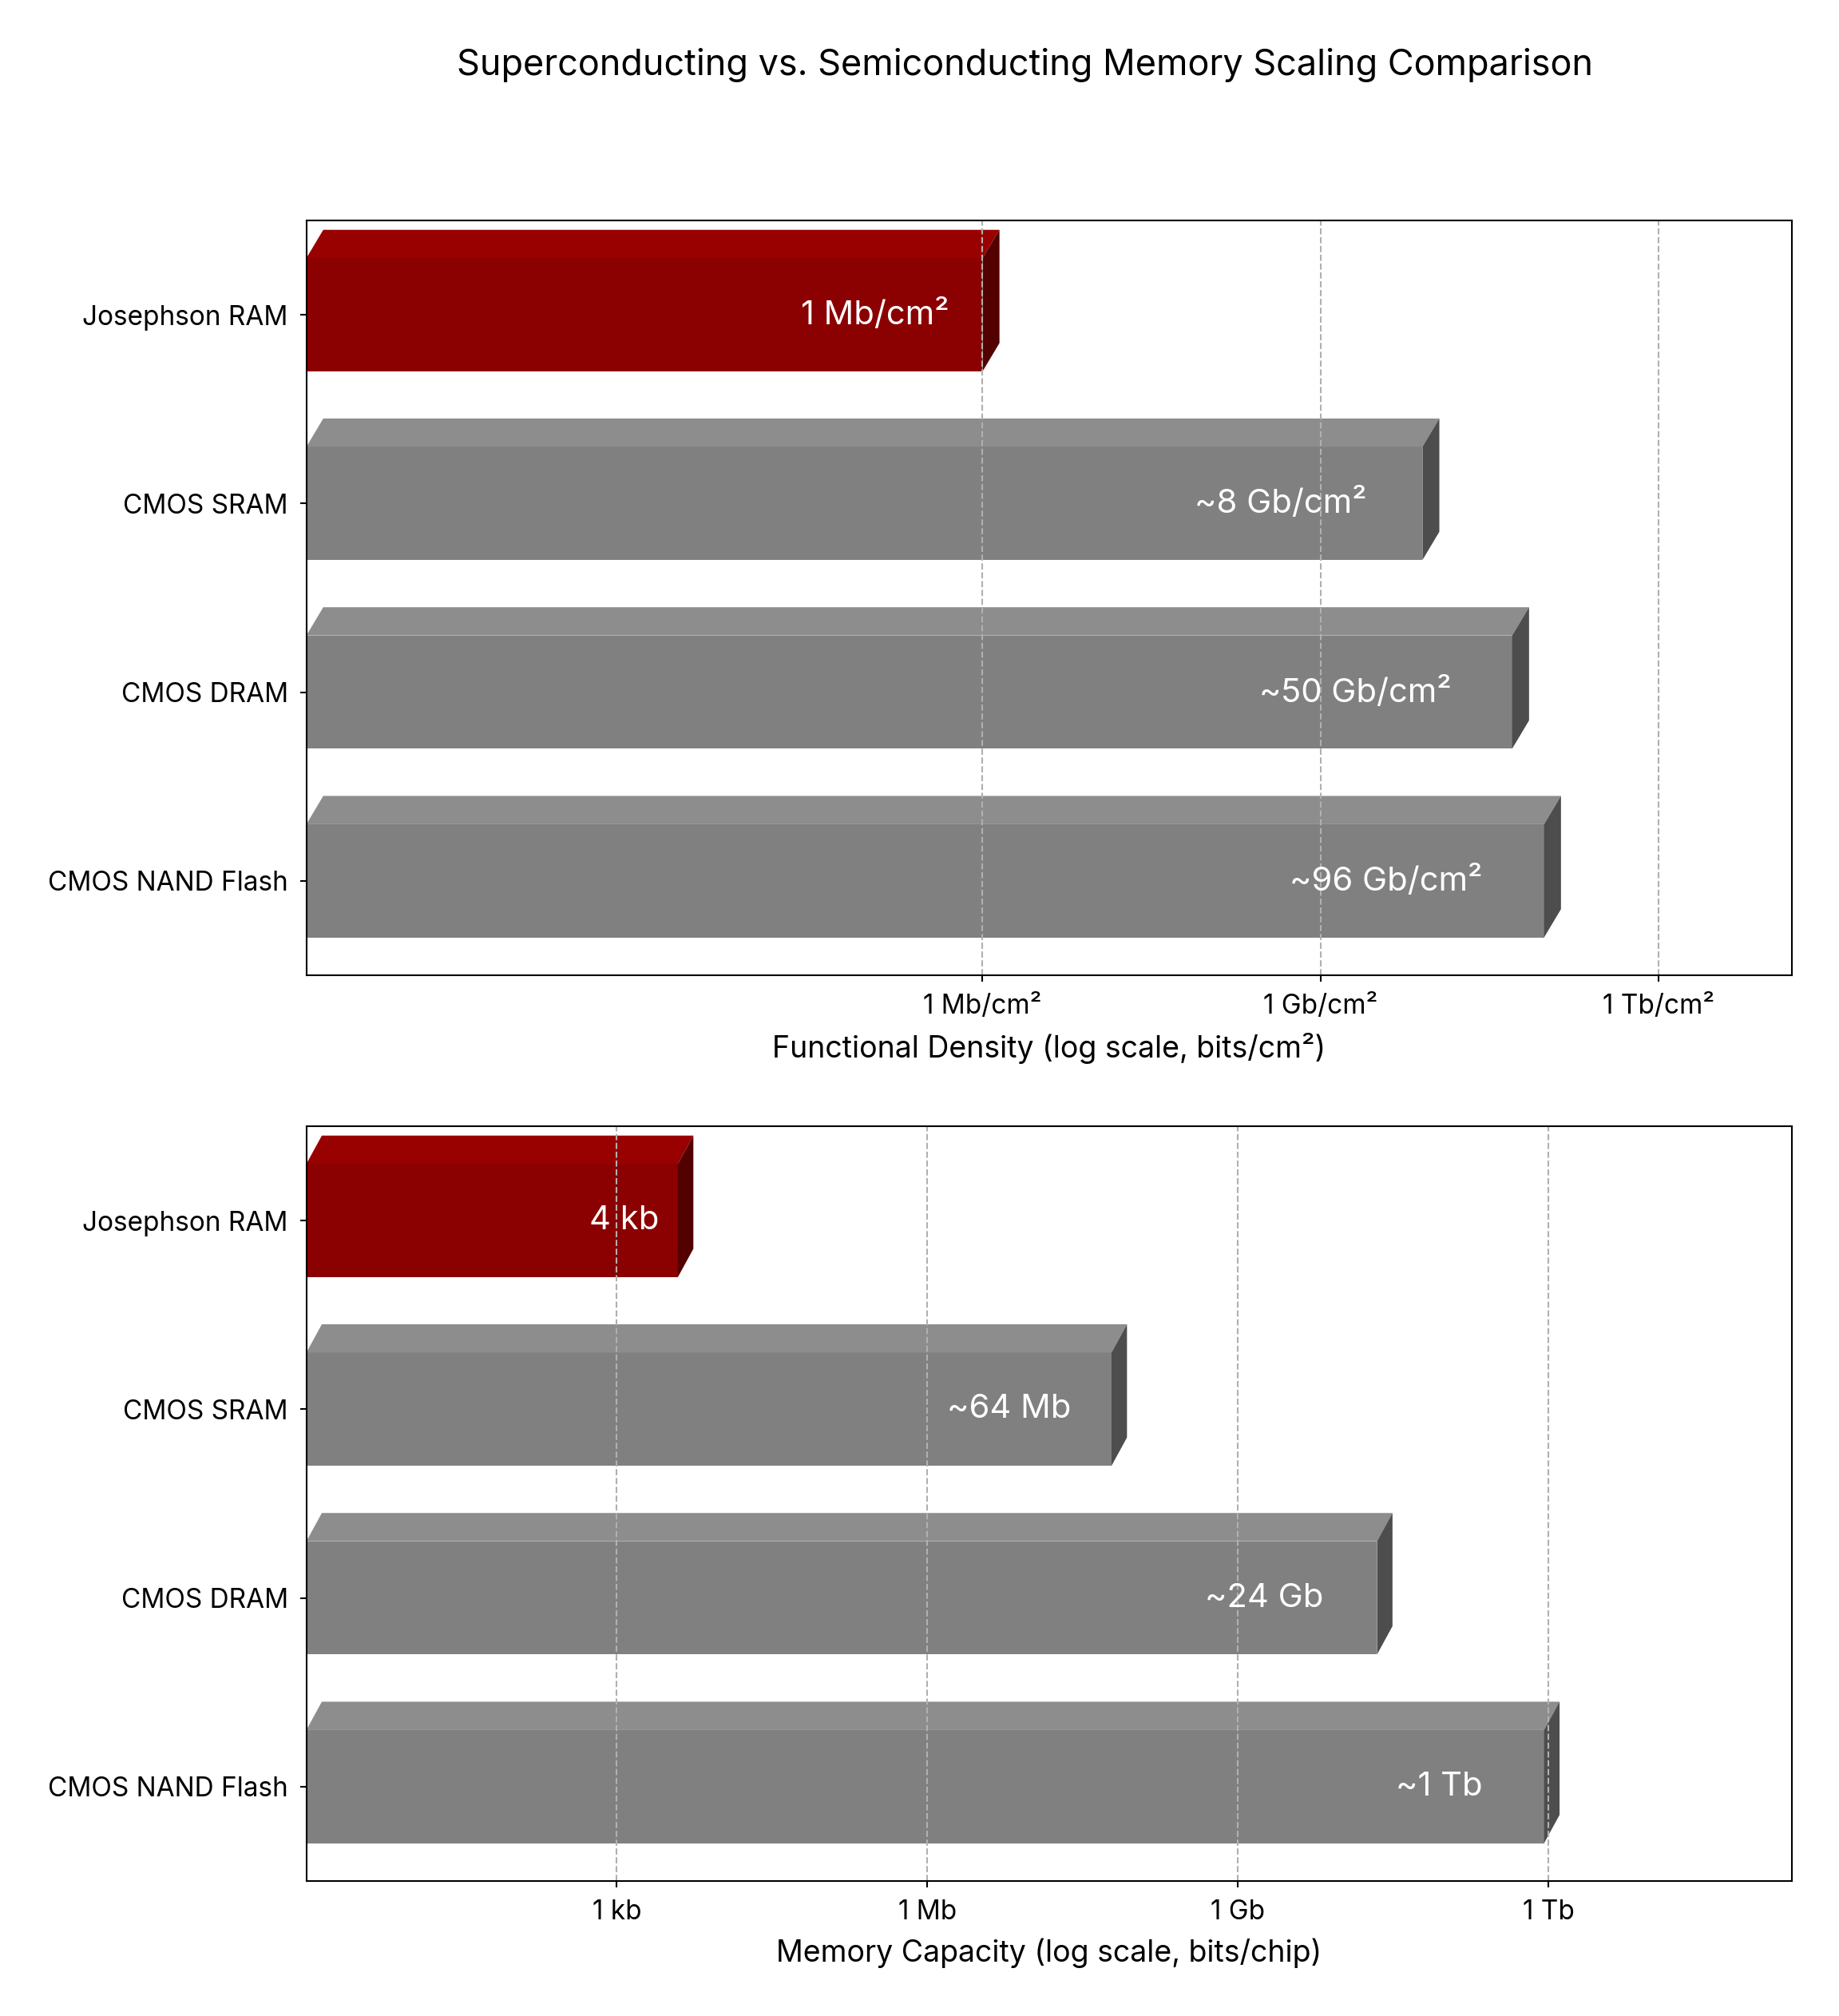 Superconducting vs. Semiconducting Memory Scaling Comparison
Josephson RAM
1 Mb/cm²
CMOS SRAM
~8 Gb/cm²
CMOS DRAM
~50 Gb/cm²
CMOS NAND Flash
~96 Gb/cm²
1 Mb/cm² 1 Gb/cm² 1 Tb/cm²
Functional Density (log scale, bits/cm²)
Josephson RAM
4 kb
CMOS SRAM
~64 Mb
CMOS DRAM
~24 Gb
CMOS NAND Flash
~1 Tb
1 kb 1 Mb 1 Gb 1 Tb
Memory Capacity (log scale, bits/chip)